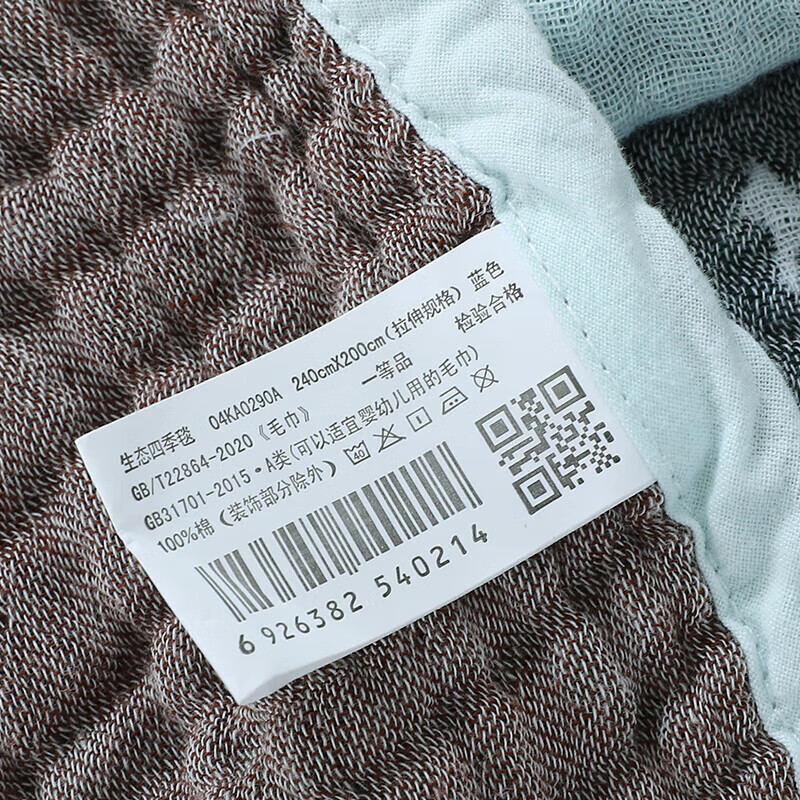 生态四季毯 04KA0290A 240cmX200cm(拉伸规格) 蓝色
GB/T22864-2020《毛巾》 一等品 检验合格
GB31701-2015•A类(可以适宜婴幼儿用的毛巾)
100%棉（装饰部分除外） 40
6 926382 540214